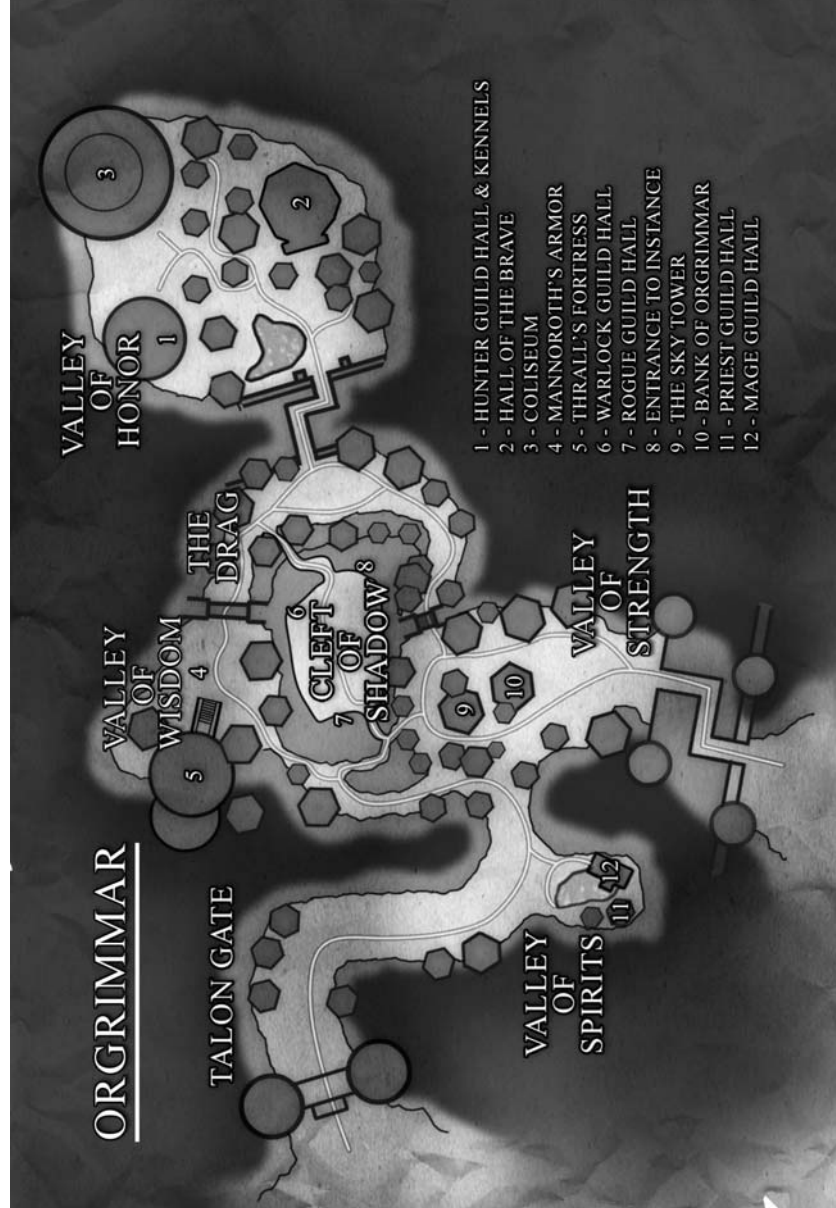 ORGRIMMAR
TALON GATE
VALLEY
OF
WISDOM
THE
DRAG
VALLEY
OF
HONOR
5
4
1
3
2
6
CLEFT
OF
SHADOW
7
8
9
10
VALLEY
OF
SPIRITS
11
12
VALLEY
OF
STRENGTH
1 - HUNTER GUILD HALL & KENNELS
2 - HALL OF THE BRAVE
3 - COLISEUM
4 - MANNOROTH'S ARMOR
5 - THRALL'S FORTRESS
6 - WARLOCK GUILD HALL
7 - ROGUE GUILD HALL
8 - ENTRANCE TO INSTANCE
9 - THE SKY TOWER
10 - BANK OF ORGRIMMAR
11 - PRIEST GUILD HALL
12 - MAGE GUILD HALL